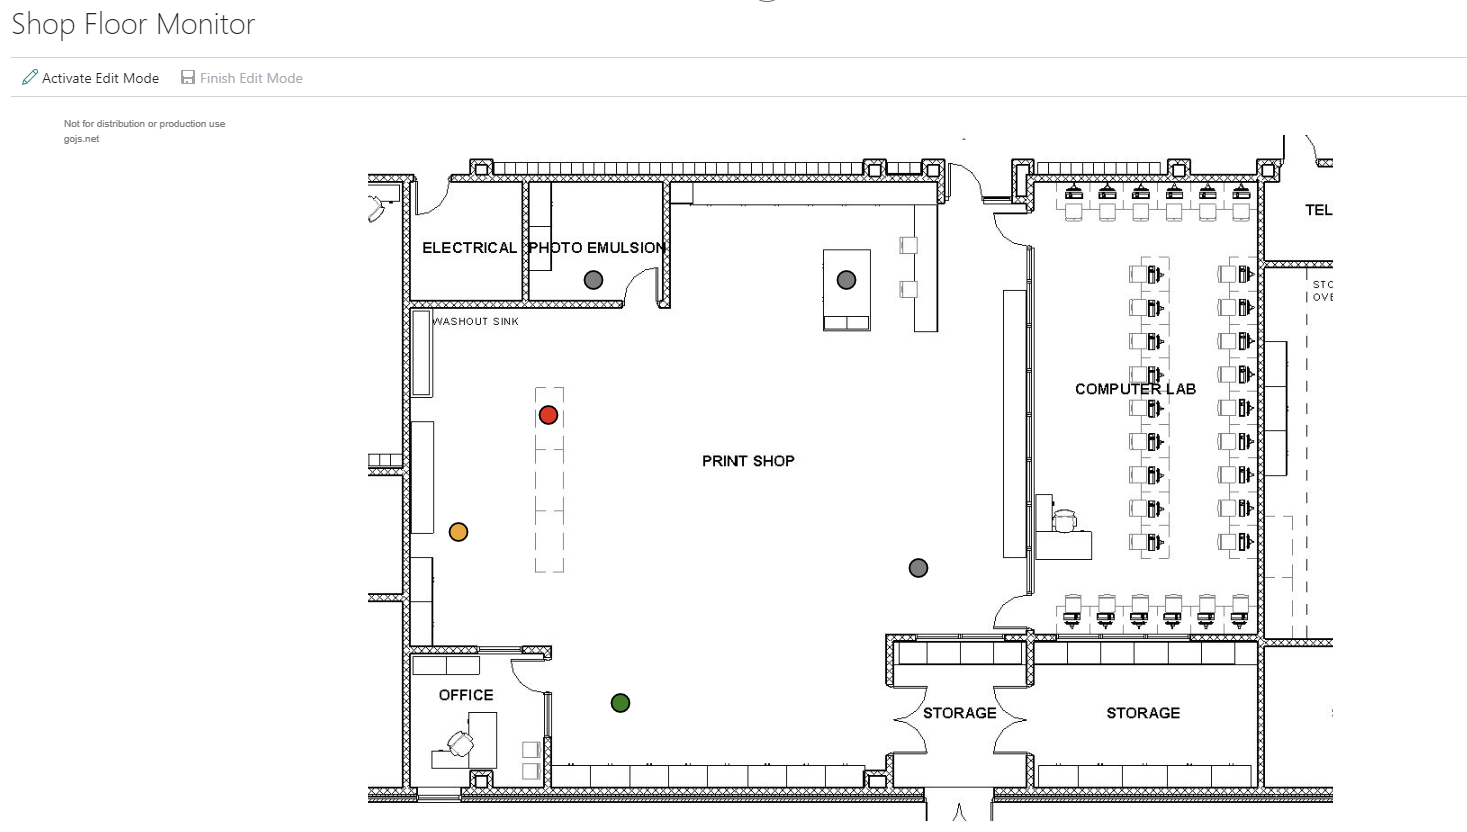 Shop Floor Monitor
Activate Edit Mode
Finish Edit Mode
Not for distribution or production use
gojs.net
TEL
ELECTRICAL
PHOTO EMULSION
STO
OVE
WASHOUT SINK
COMPUTER LAB
PRINT SHOP
OFFICE
STORAGE
STORAGE